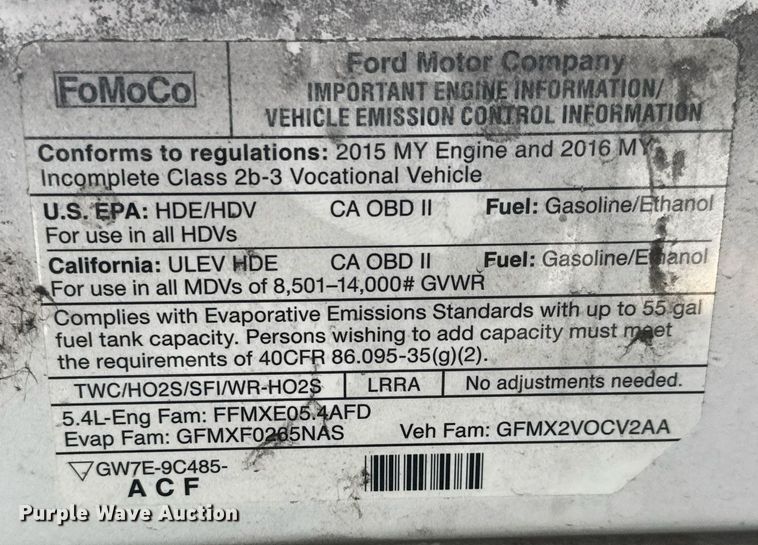 FoMoCo
Ford Motor Company
IMPORTANT ENGINE INFORMATION/
VEHICLE EMISSION CONTROL INFORMATION
Conforms to regulations: 2015 MY Engine and 2016 MY
Incomplete Class 2b-3 Vocational Vehicle
U.S. EPA: HDE/HDV CA OBD II Fuel: Gasoline/Ethanol
For use in all HDVs
California: ULEV HDE CA OBD II Fuel: Gasoline/Ethanol
For use in all MDVs of 8,501–14,000# GVWR
Complies with Evaporative Emissions Standards with up to 55 gal
fuel tank capacity. Persons wishing to add capacity must meet
the requirements of 40CFR 86.095-35(g)(2).
TWC/HO2S/SFI/WR-HO2S LRRA No adjustments needed.
5.4L-Eng Fam: FFMXE05.4AFD
Evap Fam: GFMXF0265NAS Veh Fam: GFMX2VOCV2AA
GW7E-9C485-
ACF
Purple Wave Auction